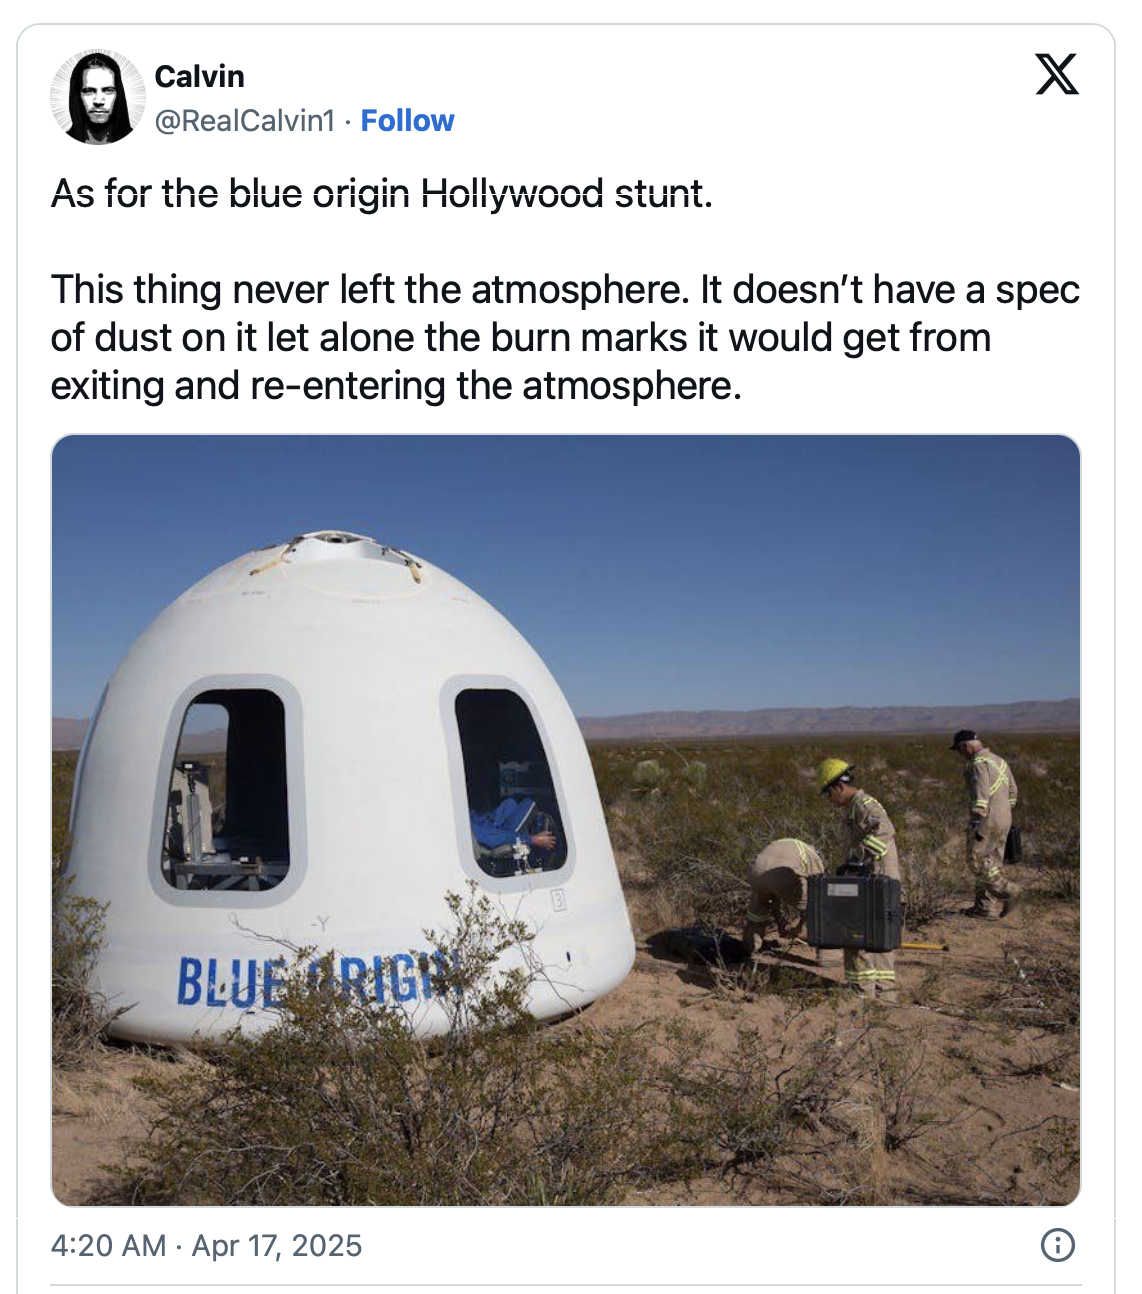 Calvin
@RealCalvin1 · Follow
As for the blue origin Hollywood stunt.
This thing never left the atmosphere. It doesn’t have a spec
of dust on it let alone the burn marks it would get from
exiting and re-entering the atmosphere.
3
-Y
BLUE ORIGIN
4:20 AM · Apr 17, 2025